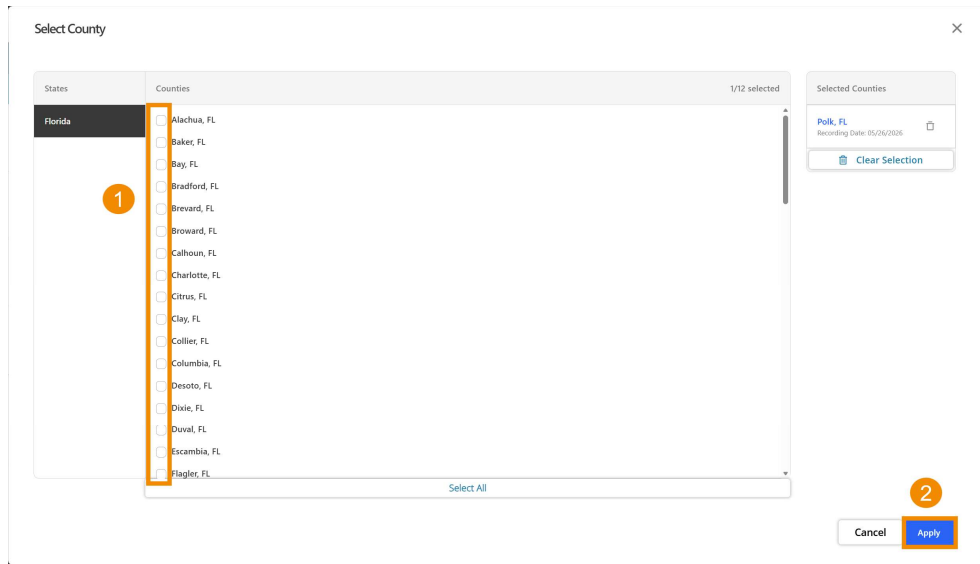 Select County
States
Counties
1/12 selected
Selected Counties
Florida
Alachua, FL
Baker, FL
Bay, FL
Bradford, FL
Brevard, FL
Broward, FL
Calhoun, FL
Charlotte, FL
Citrus, FL
Clay, FL
Collier, FL
Columbia, FL
Desoto, FL
Dixie, FL
Duval, FL
Escambia, FL
Flagler, FL
Polk, FL
Recording Date: 05/26/2026
Clear Selection
1
Select All
2
Cancel
Apply